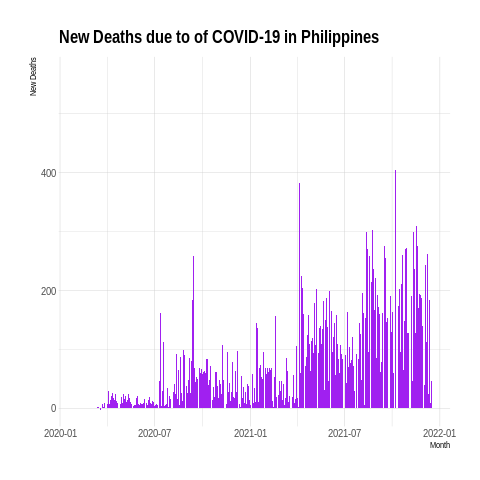 New Deaths due to of COVID-19 in Philippines
New Deaths
400
200
0
2020-01 2020-07 2021-01 2021-07 2022-01
Month